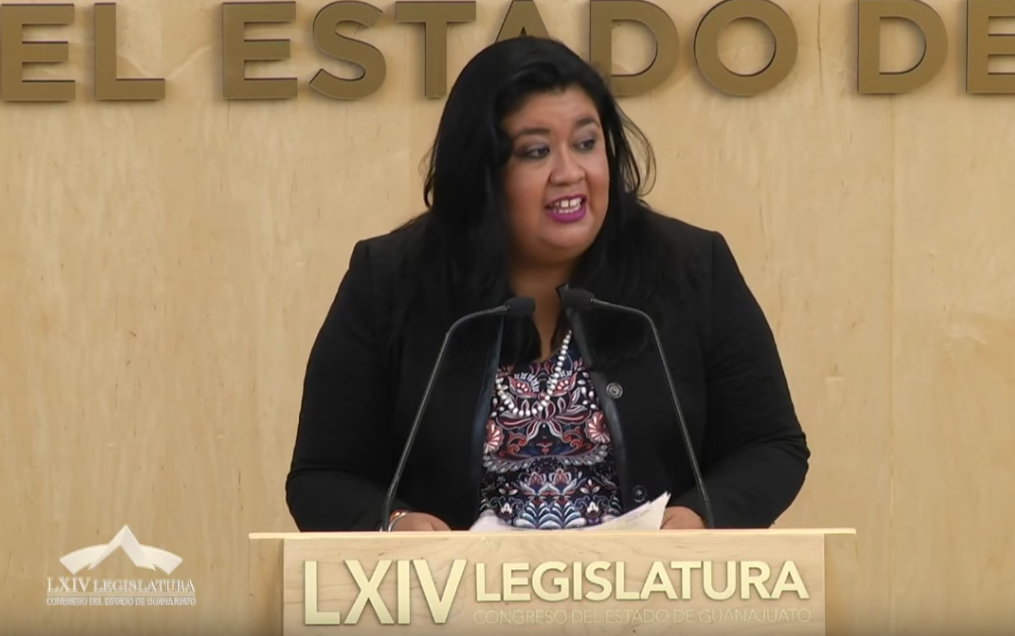 EL ESTADO DE
LXIV LEGISLATURA
CONGRESO DEL ESTADO DE GUANAJUATO
LXIV LEGISLATURA
CONGRESO DEL ESTADO DE GUANAJUATO